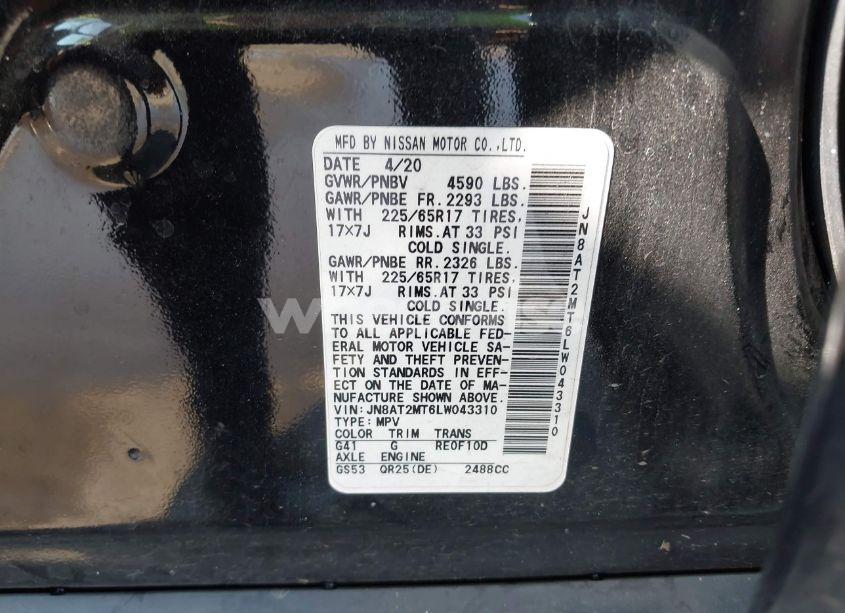 MFD BY NISSAN MOTOR CO.,LTD.
DATE 4/20
GVWR/PNBV 4590 LBS.
GAWR/PNBE FR. 2293 LBS.
WITH 225/65R17 TIRES,
17×7J RIMS. AT 33 PSI
COLD SINGLE.
GAWR/PNBE RR. 2326 LBS.
WITH 225/65R17 TIRES,
17×7J RIMS. AT 33 PSI
COLD SINGLE.
THIS VEHICLE CONFORMS
TO ALL APPLICABLE FED-
ERAL MOTOR VEHICLE SA-
FETY AND THEFT PREVEN-
TION STANDARDS IN EFF-
ECT ON THE DATE OF MA-
NUFACTURE SHOWN ABOVE.
VIN:JN8AT2MT6LW043310
TYPE:MPV
COLOR TRIM TRANS
G41 G RE0F10D
AXLE ENGINE
GS53 QR25(DE) 2488CC
JN8AT2MT6LW043310